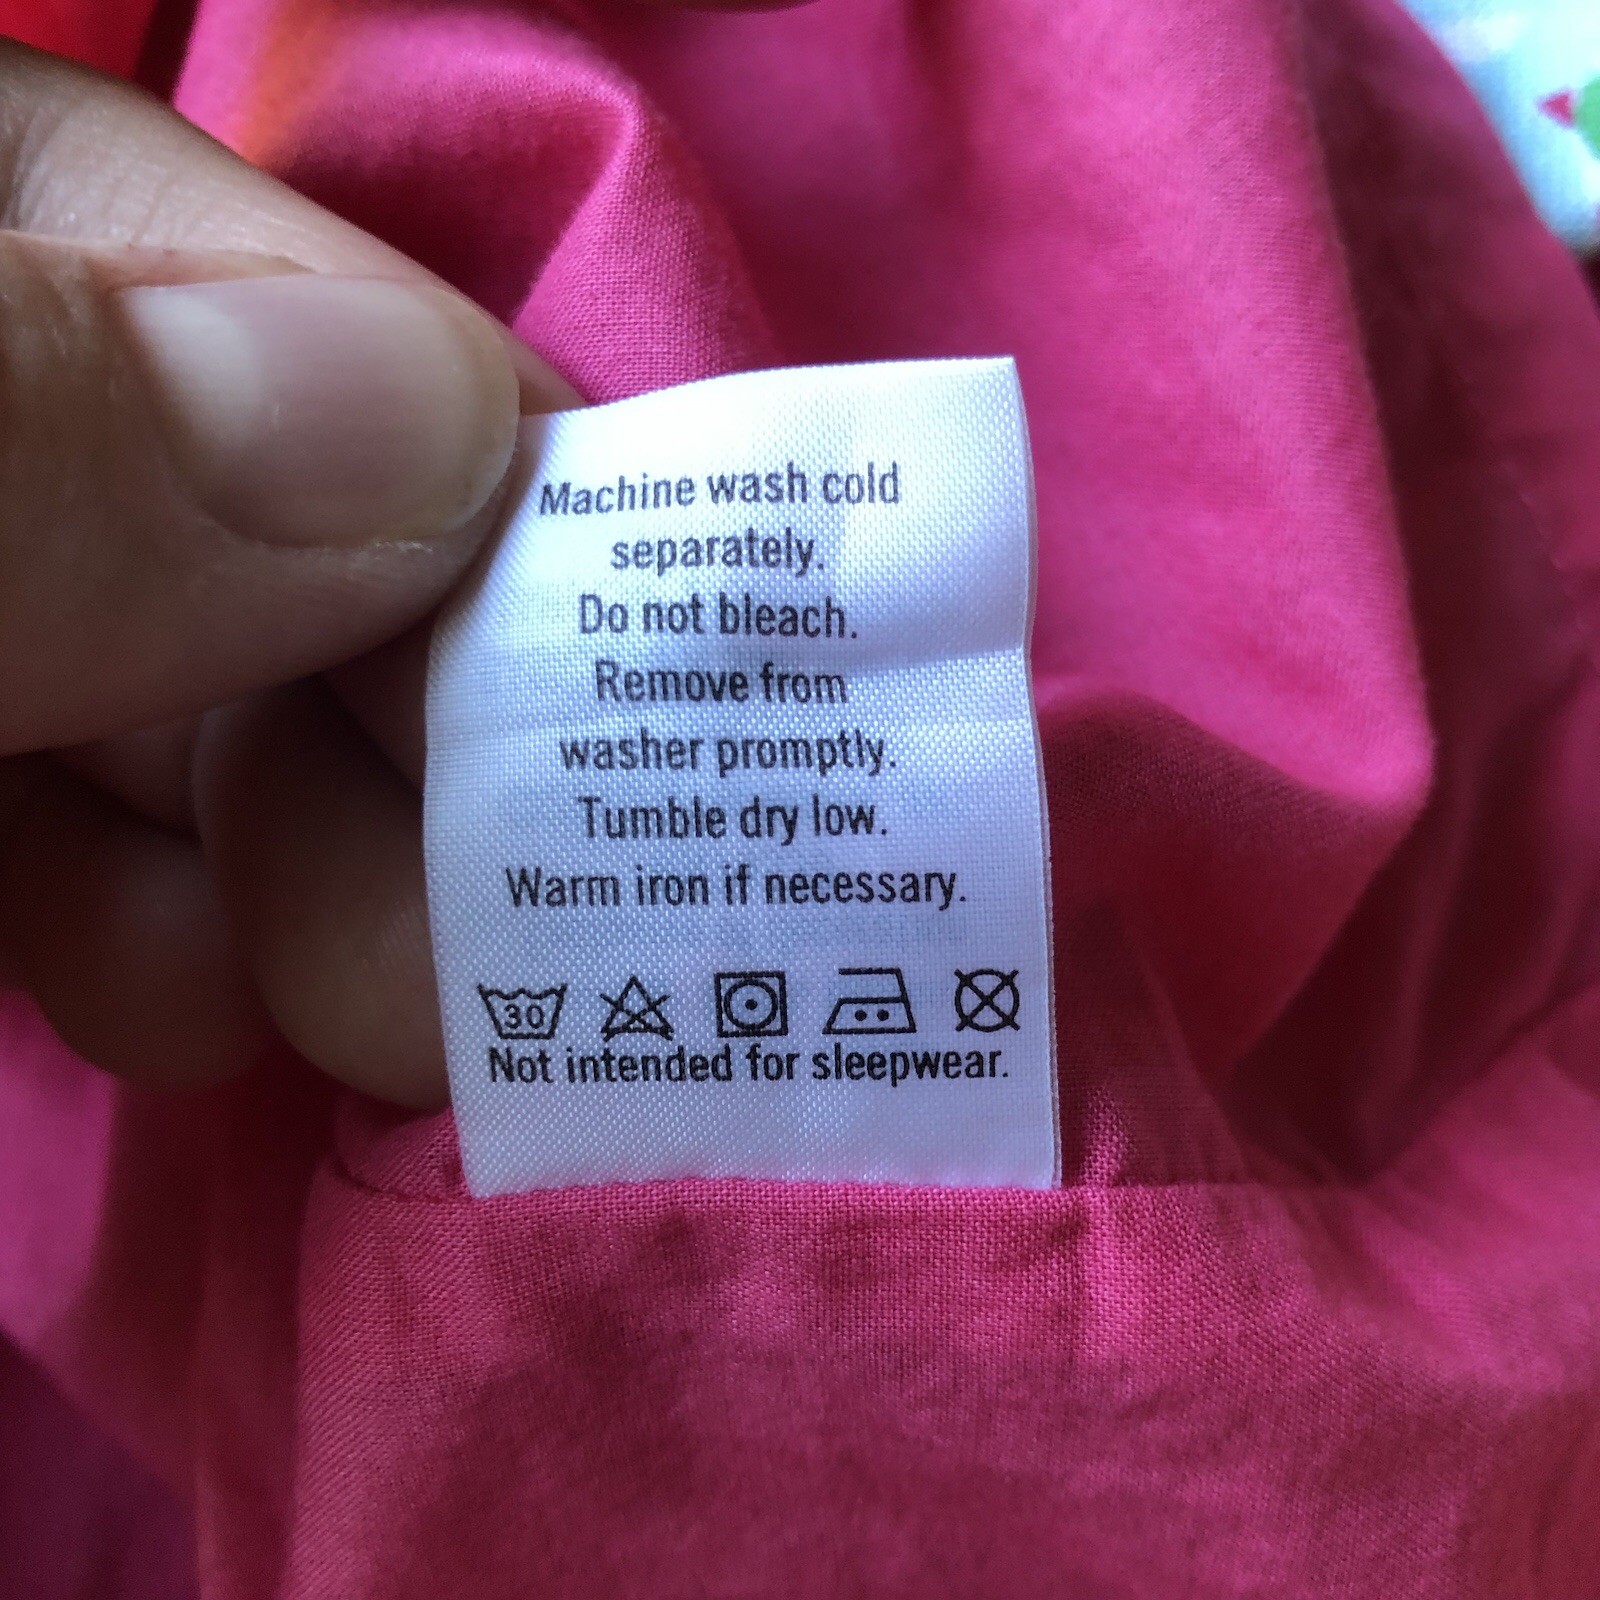 Machine wash cold
separately.
Do not bleach.
Remove from
washer promptly.
Tumble dry low.
Warm iron if necessary.
30
Not intended for sleepwear.